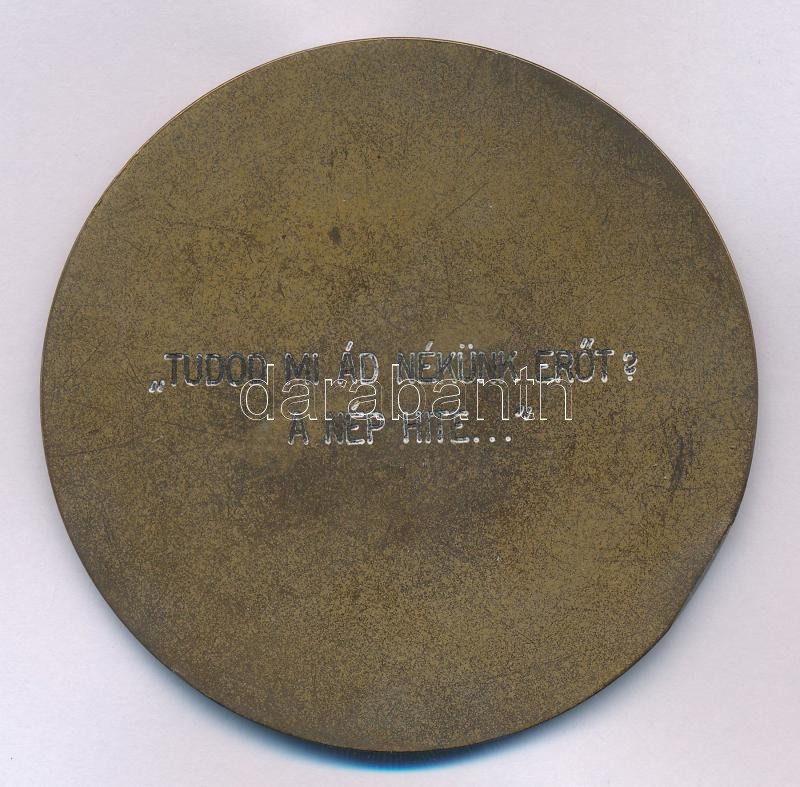 „TUDOD MI ÁD NÉKÜNK ERŐT?
darabanth
A NÉP HITE..."